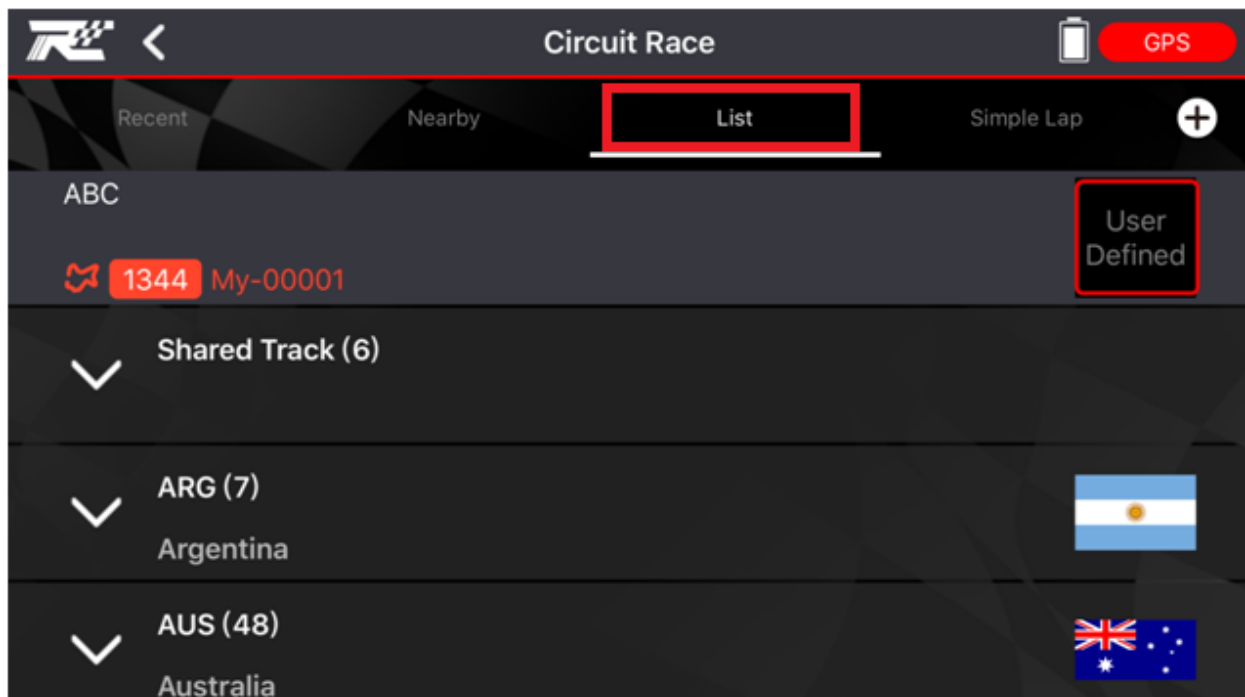 Circuit Race
GPS
Recent
Nearby
List
Simple Lap
ABC
User
Defined
1344 My-00001
Shared Track (6)
ARG (7)
Argentina
AUS (48)
Australia